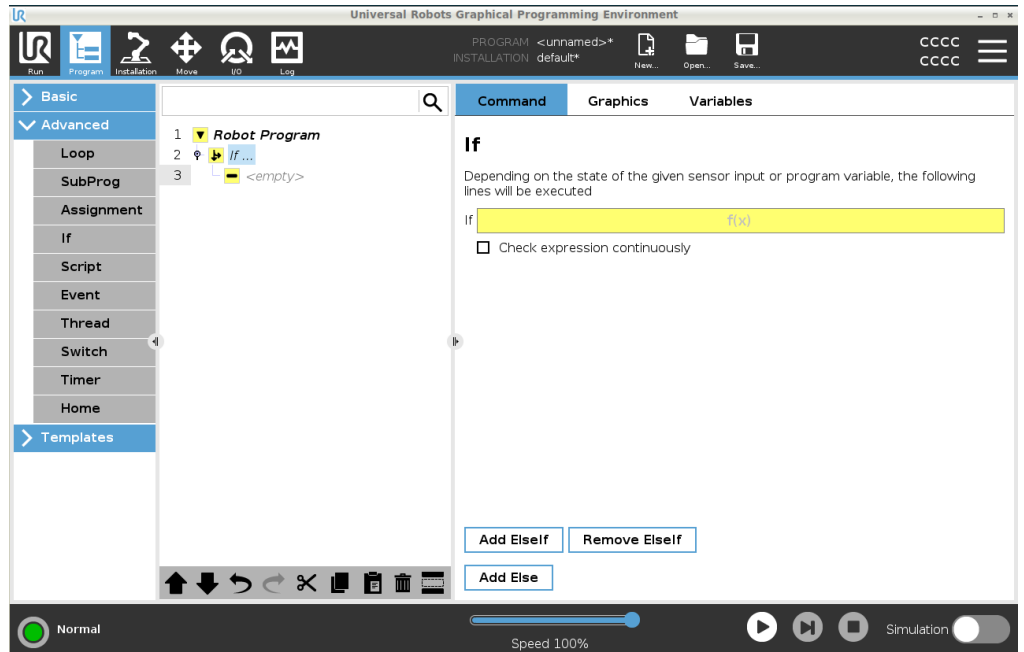 UR
Universal Robots Graphical Programming Environment
UR
Run
Program
Installation
Move
I/O
Log
PROGRAM <unnamed>*
INSTALLATION default*
New...
Open...
Save...
CCCC
CCCC
Basic
Advanced
Loop
SubProg
Assignment
If
Script
Event
Thread
Switch
Timer
Home
Templates
1 Robot Program
2 If ...
3 <empty>
Command
Graphics
Variables
If
Depending on the state of the given sensor input or program variable, the following
lines will be executed
If f(x)
Check expression continuously
Add ElseIf
Remove ElseIf
Add Else
Normal
Speed 100%
Simulation